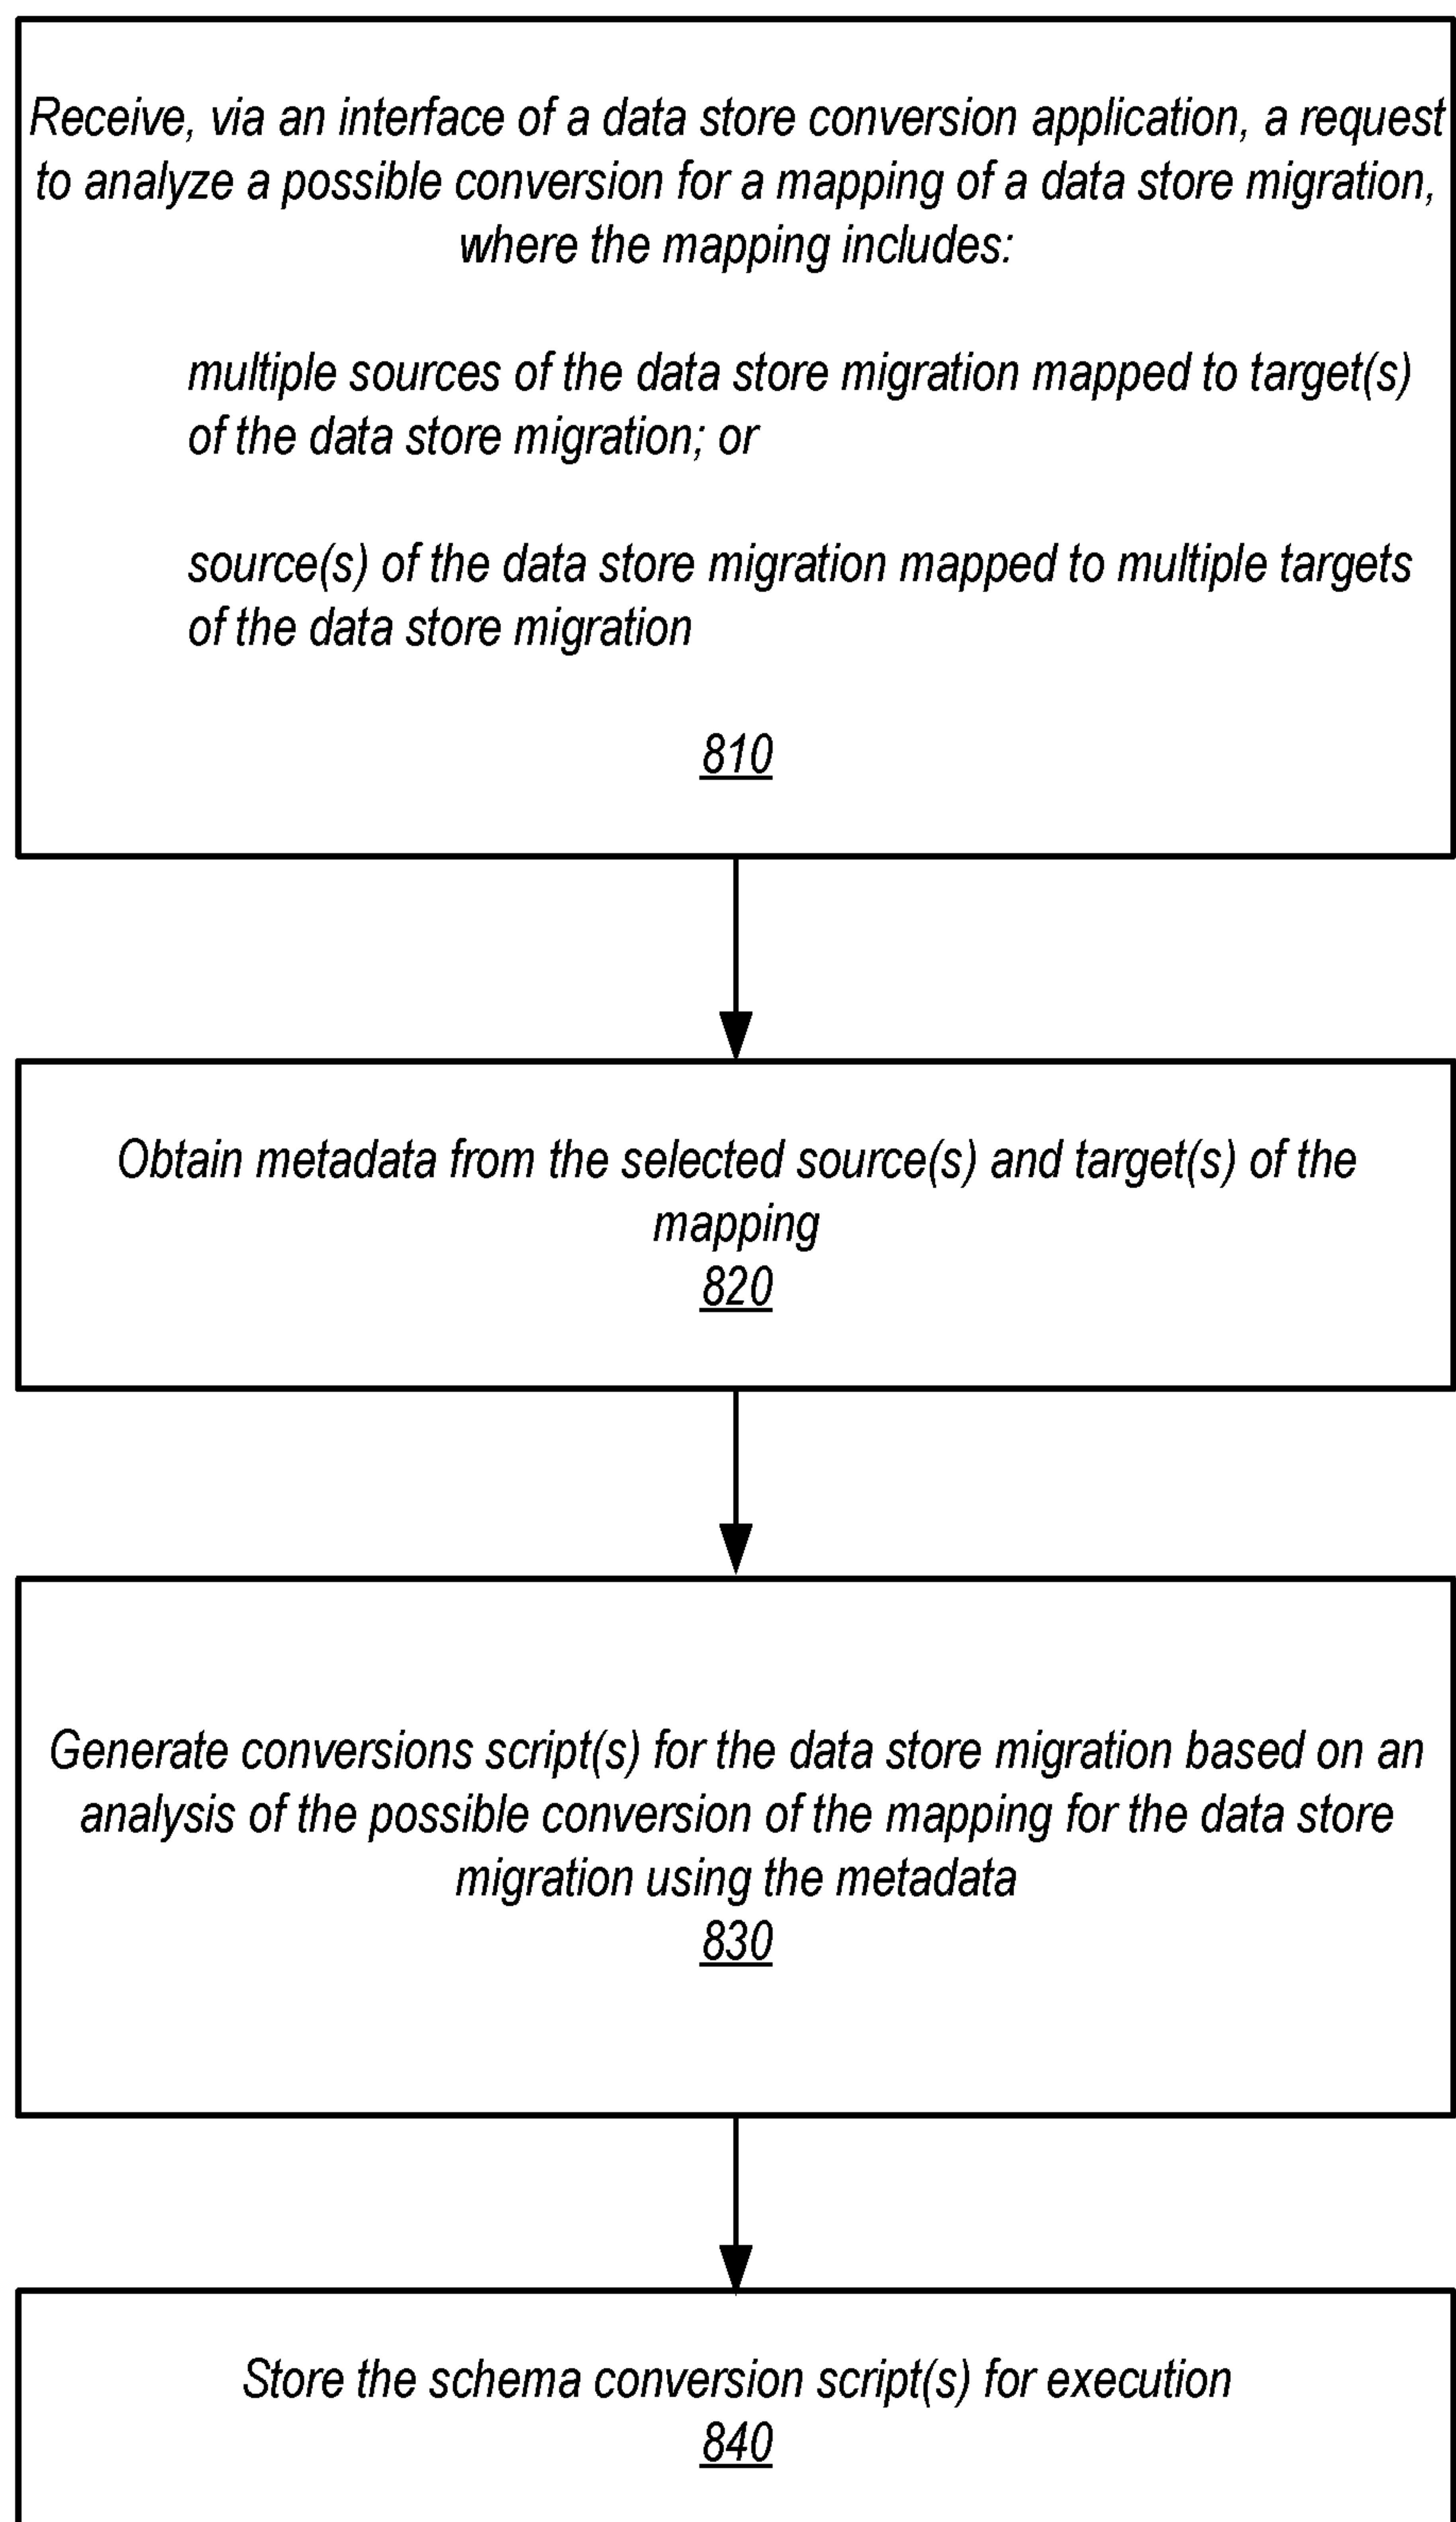 Receive, via an interface of a data store conversion application, a request
to analyze a possible conversion for a mapping of a data store migration,
where the mapping includes:
multiple sources of the data store migration mapped to target(s)
of the data store migration; or
source(s) of the data store migration mapped to multiple targets
of the data store migration
810
Obtain metadata from the selected source(s) and target(s) of the
mapping
820
Generate conversions script(s) for the data store migration based on an
analysis of the possible conversion of the mapping for the data store
migration using the metadata
830
Store the schema conversion script(s) for execution
840